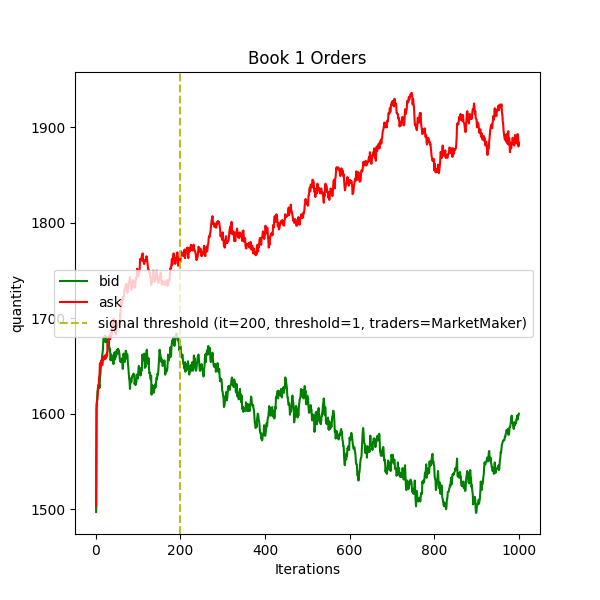 Book 1 Orders
1900
1800
1700
1600
1500
quantity
bid
ask
signal threshold (it=200, threshold=1, traders=MarketMaker)
0 200 400 600 800 1000
Iterations